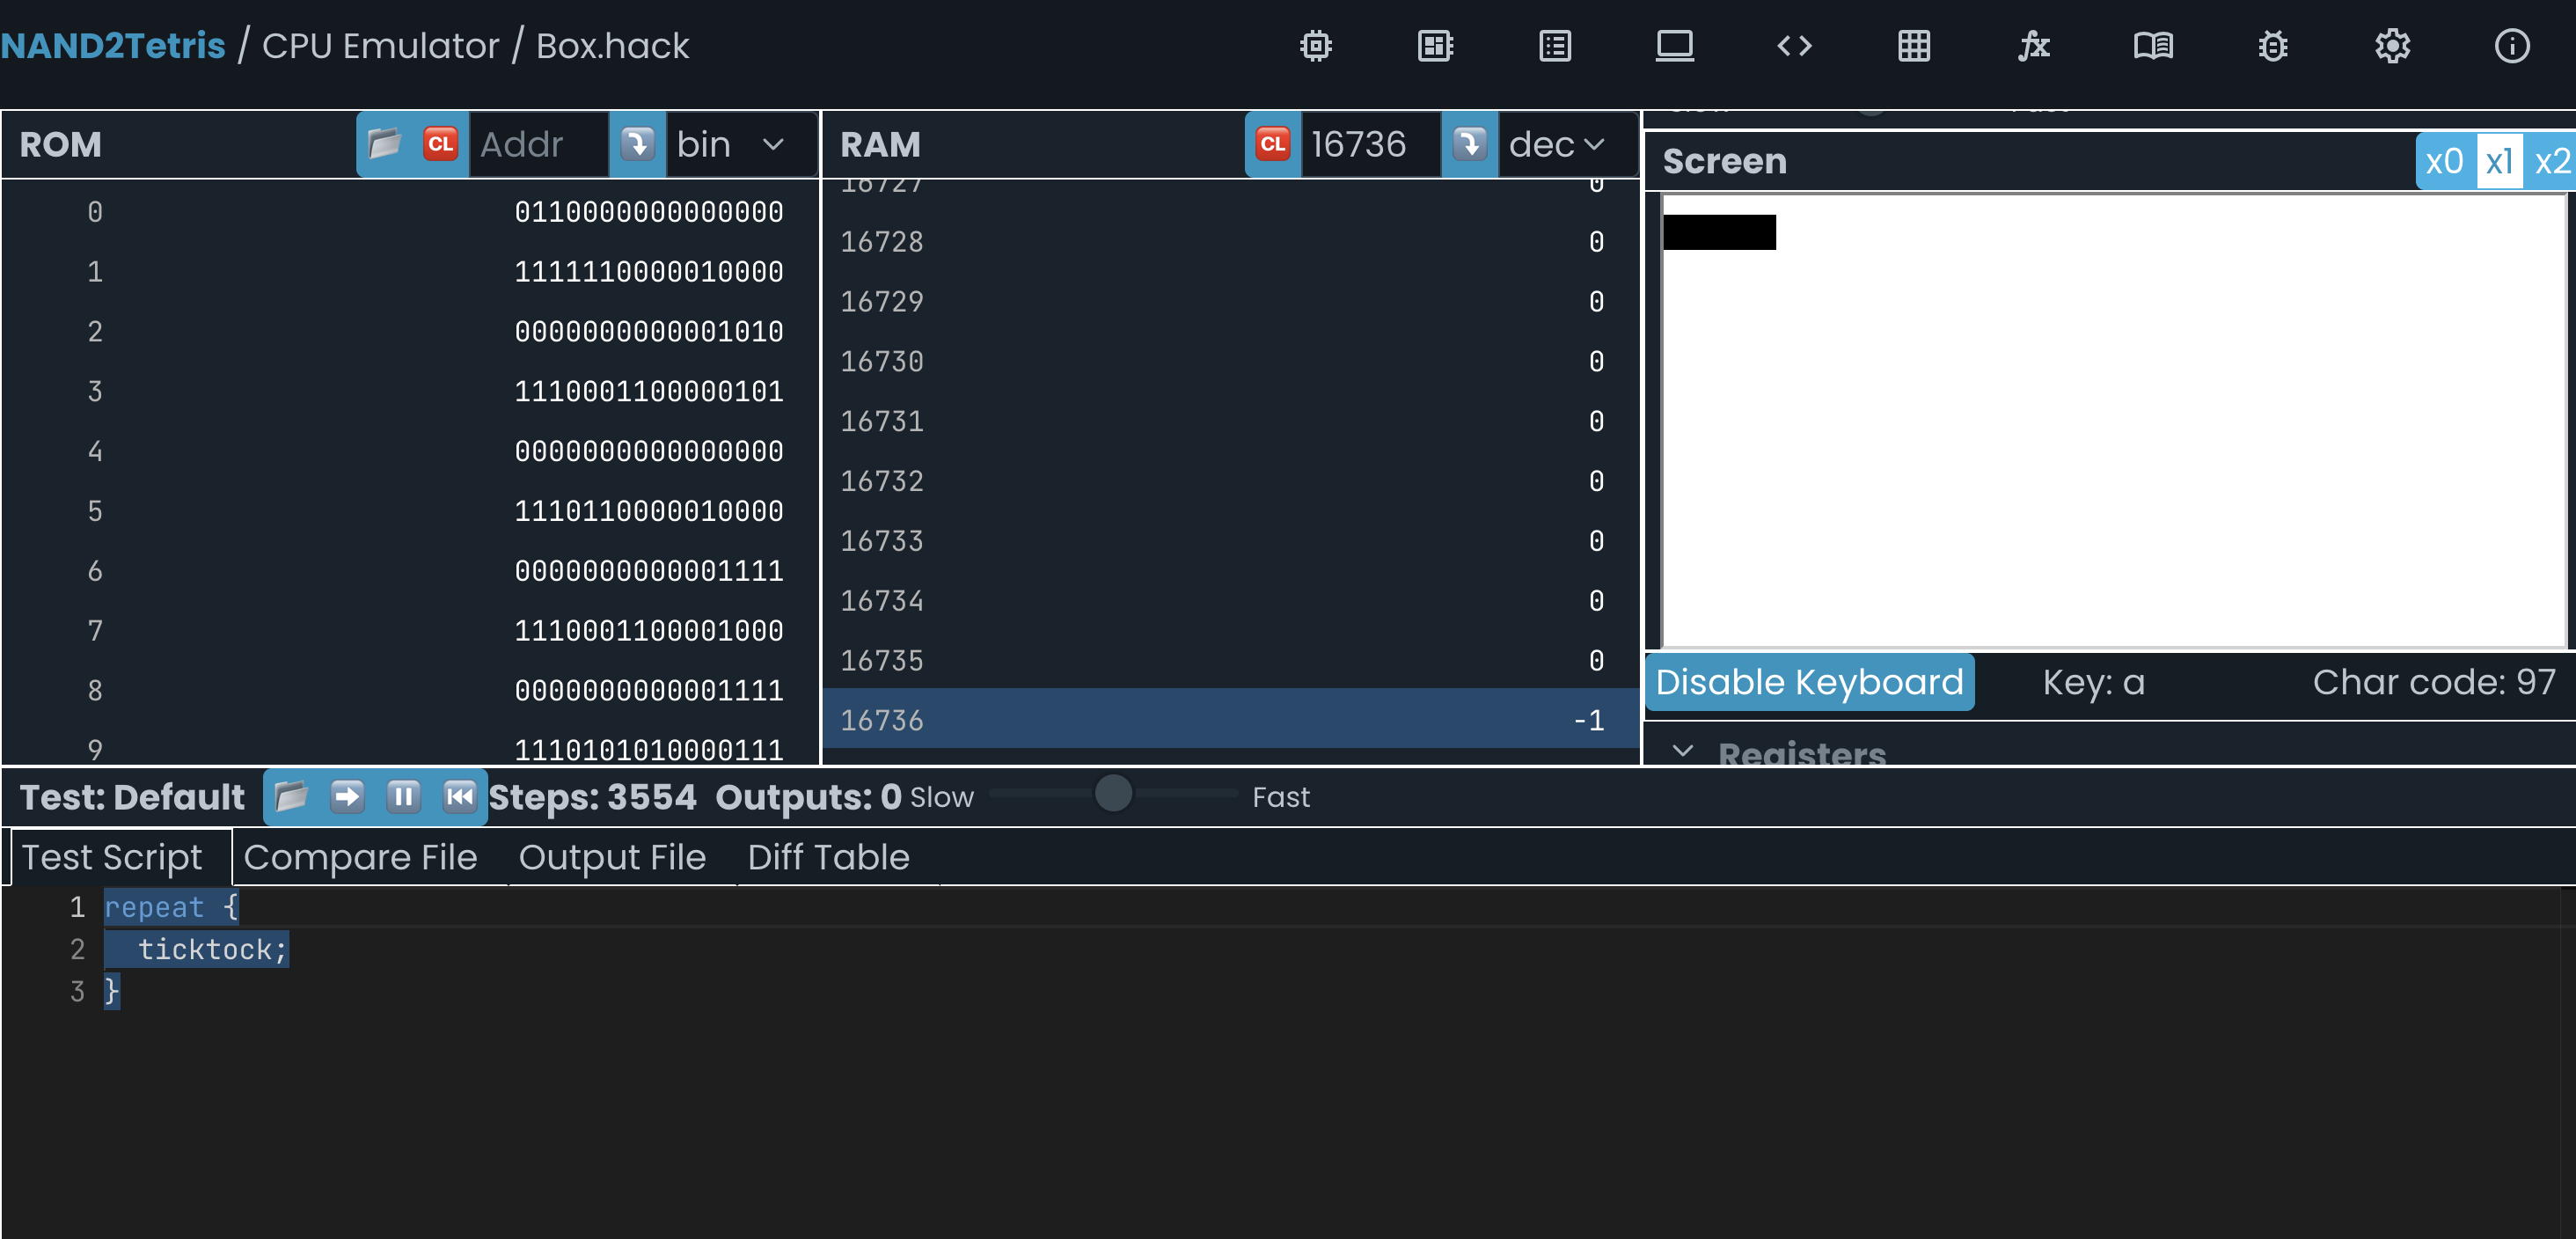 NAND2Tetris / CPU Emulator / Box.hack
ROM CL Addr bin
0 0110000000000000
1 1111110000010000
2 0000000000001010
3 1110001100000101
4 0000000000000000
5 1110110000010000
6 0000000000001111
7 1110001100001000
8 0000000000001111
9 1110101010000111
RAM CL 16736 dec
16727 0
16728 0
16729 0
16730 0
16731 0
16732 0
16733 0
16734 0
16735 0
16736 -1
Screen x0 x1 x2
Disable Keyboard Key: a Char code: 97
Registers
Test: Default Steps: 3554 Outputs: 0 Slow Fast
Test Script Compare File Output File Diff Table
1 repeat {
2 ticktock;
3 }